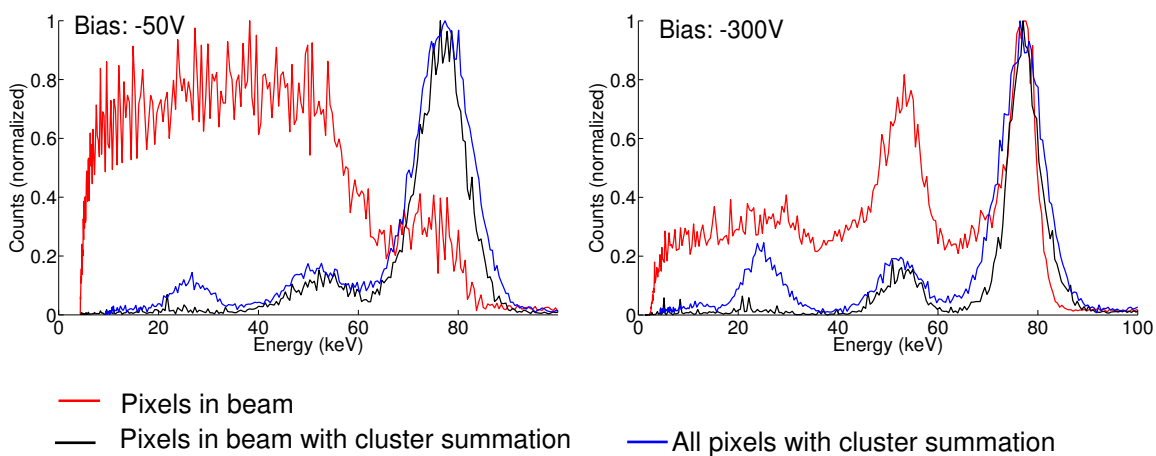 Bias: -50V
Counts (normalized)
1
0.8
0.6
0.4
0.2
0
0 20 40 60 80
Energy (keV)
Bias: -300V
Counts (normalized)
1
0.8
0.6
0.4
0.2
0
0 20 40 60 80 100
Energy (keV)
Pixels in beam
Pixels in beam with cluster summation
All pixels with cluster summation